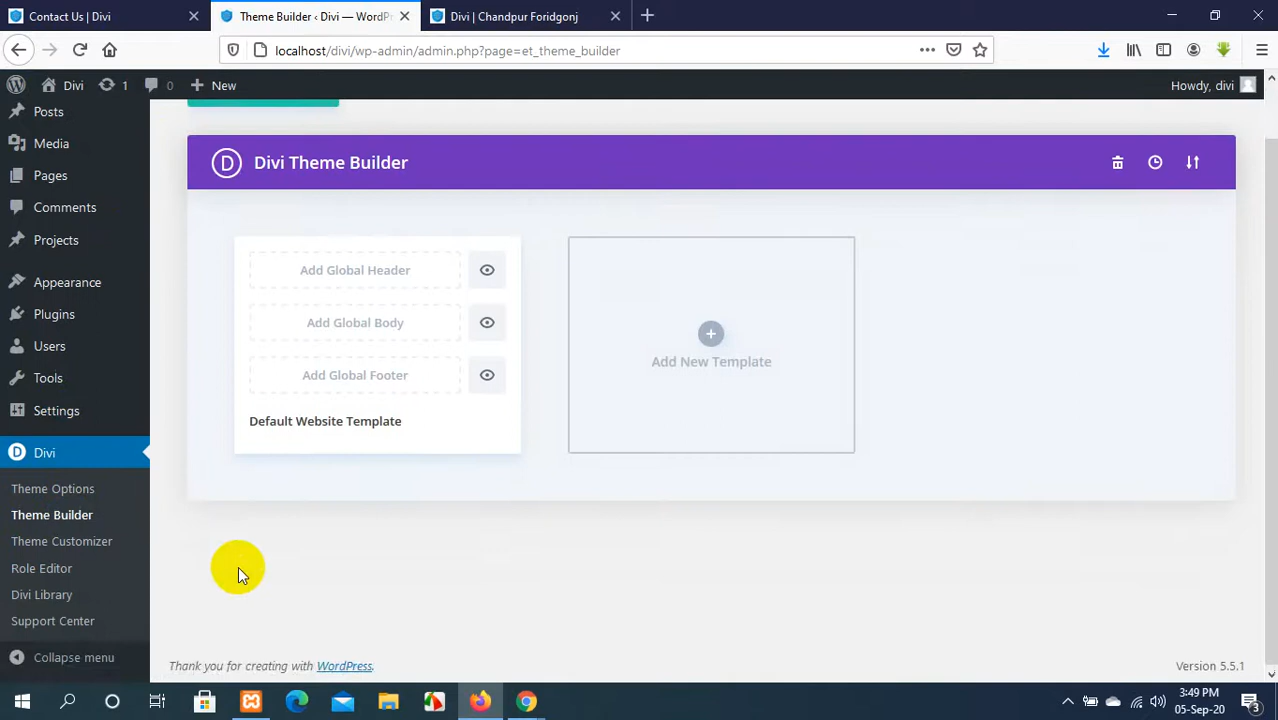 Contact Us | Divi
Theme Builder ‹ Divi — WordPr
Divi | Chandpur Foridgonj
localhost/divi/wp-admin/admin.php?page=et_theme_builder
Divi
1
0
New
Howdy, divi
Posts
Media
Pages
Comments
Projects
Appearance
Plugins
Users
Tools
Settings
Divi
Theme Options
Theme Builder
Theme Customizer
Role Editor
Divi Library
Support Center
Collapse menu
D
Divi Theme Builder
Add Global Header
Add Global Body
Add Global Footer
Default Website Template
Add New Template
Thank you for creating with WordPress.
Version 5.5.1
3:49 PM
05-Sep-20
3